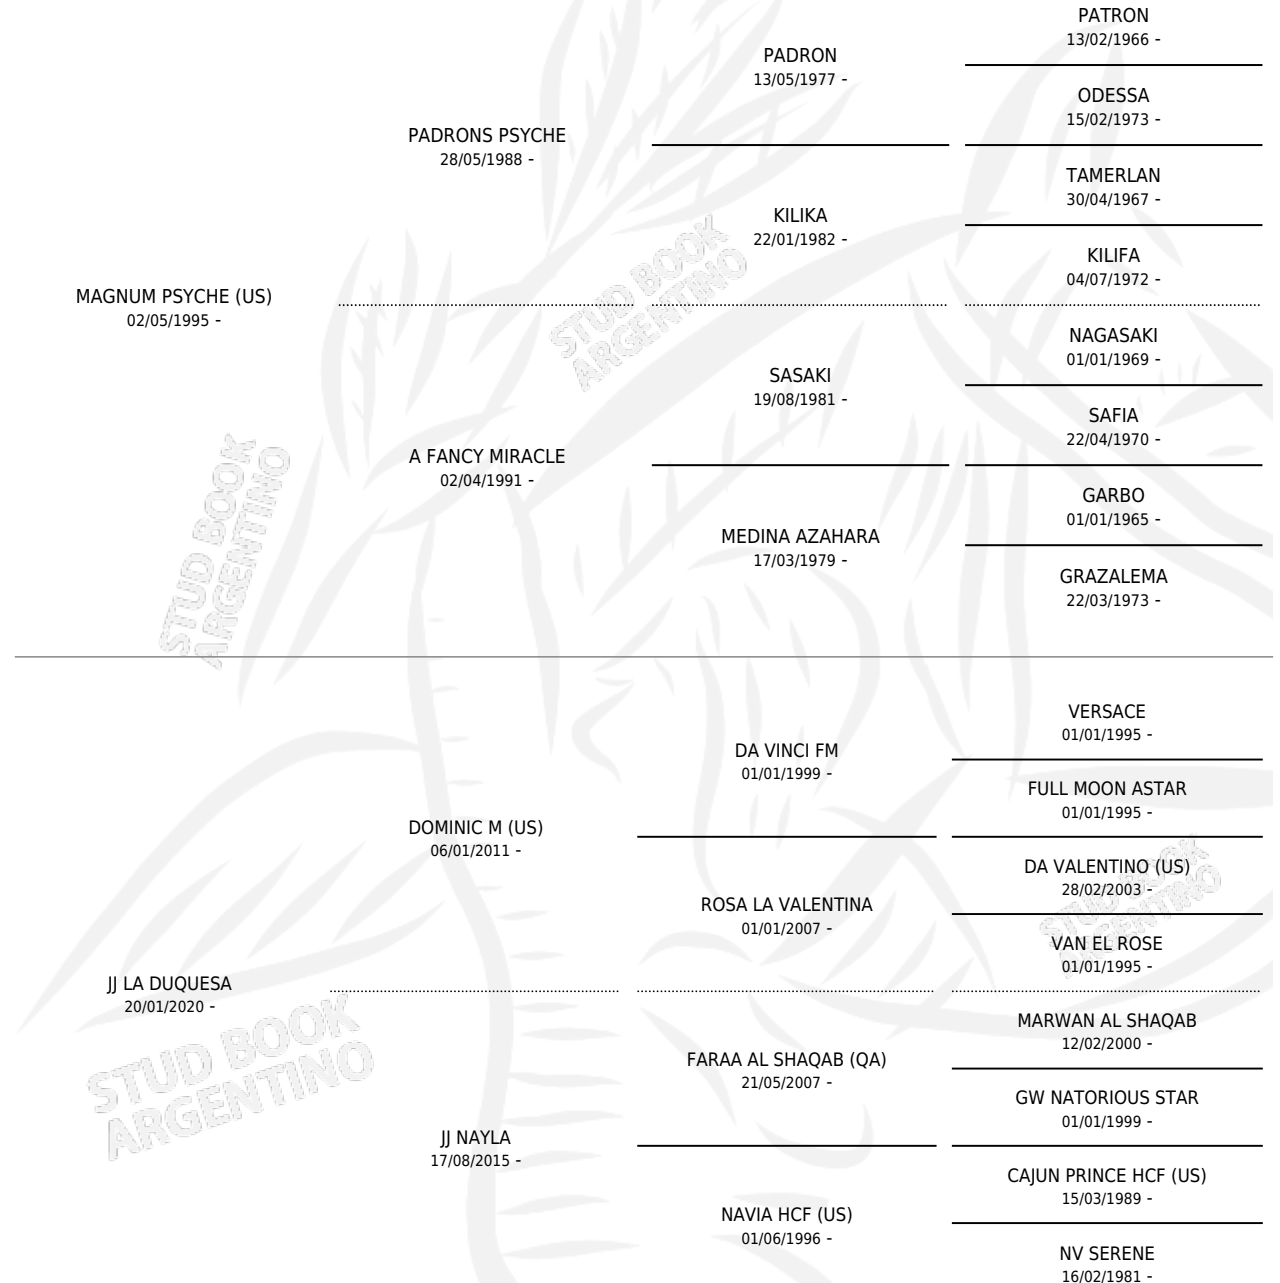 PATRON
13/02/1966 -
PADRON
13/05/1977 -
ODESSA
15/02/1973 -
PADRONS PSYCHE
28/05/1988 -
TAMERLAN
30/04/1967 -
KILIKA
22/01/1982 -
KILIFA
04/07/1972 -
MAGNUM PSYCHE (US)
02/05/1995 -
NAGASAKI
01/01/1969 -
SASAKI
19/08/1981 -
SAFIA
22/04/1970 -
A FANCY MIRACLE
02/04/1991 -
GARBO
01/01/1965 -
MEDINA AZAHARA
17/03/1979 -
GRAZALEMA
22/03/1973 -
VERSACE
01/01/1995 -
DA VINCI FM
01/01/1999 -
FULL MOON ASTAR
01/01/1995 -
DOMINIC M (US)
06/01/2011 -
DA VALENTINO (US)
28/02/2003 -
ROSA LA VALENTINA
01/01/2007 -
VAN EL ROSE
01/01/1995 -
JJ LA DUQUESA
20/01/2020 -
MARWAN AL SHAQAB
12/02/2000 -
FARAA AL SHAQAB (QA)
21/05/2007 -
GW NATORIOUS STAR
01/01/1999 -
JJ NAYLA
17/08/2015 -
CAJUN PRINCE HCF (US)
15/03/1989 -
NAVIA HCF (US)
01/06/1996 -
NV SERENE
16/02/1981 -
STUD BOOK
ARGENTINO
STUD BOOK
ARGENTINO
STUD BOOK
ARGENTINO
STUD BOOK
ARGENTINO